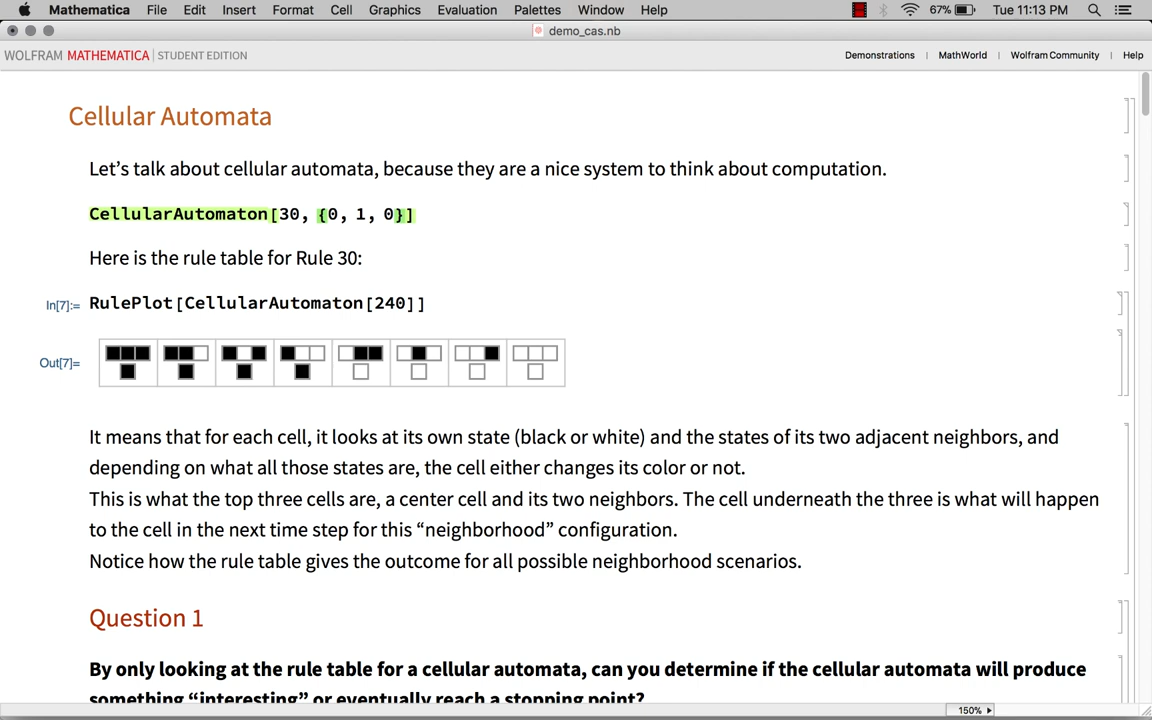 Mathematica File Edit Insert Format Cell Graphics Evaluation Palettes Window Help 67% Tue 11:13 PM
demo_cas.nb
WOLFRAM MATHEMATICA | STUDENT EDITION Demonstrations | MathWorld | Wolfram Community | Help
Cellular Automata
Let’s talk about cellular automata, because they are a nice system to think about computation.
CellularAutomaton[30, {0, 1, 0}]
Here is the rule table for Rule 30:
In[7]:= RulePlot[CellularAutomaton[240]]
Out[7]=
It means that for each cell, it looks at its own state (black or white) and the states of its two adjacent neighbors, and
depending on what all those states are, the cell either changes its color or not.
This is what the top three cells are, a center cell and its two neighbors. The cell underneath the three is what will happen
to the cell in the next time step for this “neighborhood” configuration.
Notice how the rule table gives the outcome for all possible neighborhood scenarios.
Question 1
By only looking at the rule table for a cellular automata, can you determine if the cellular automata will produce
something “interesting” or eventually reach a stopping point?
150%